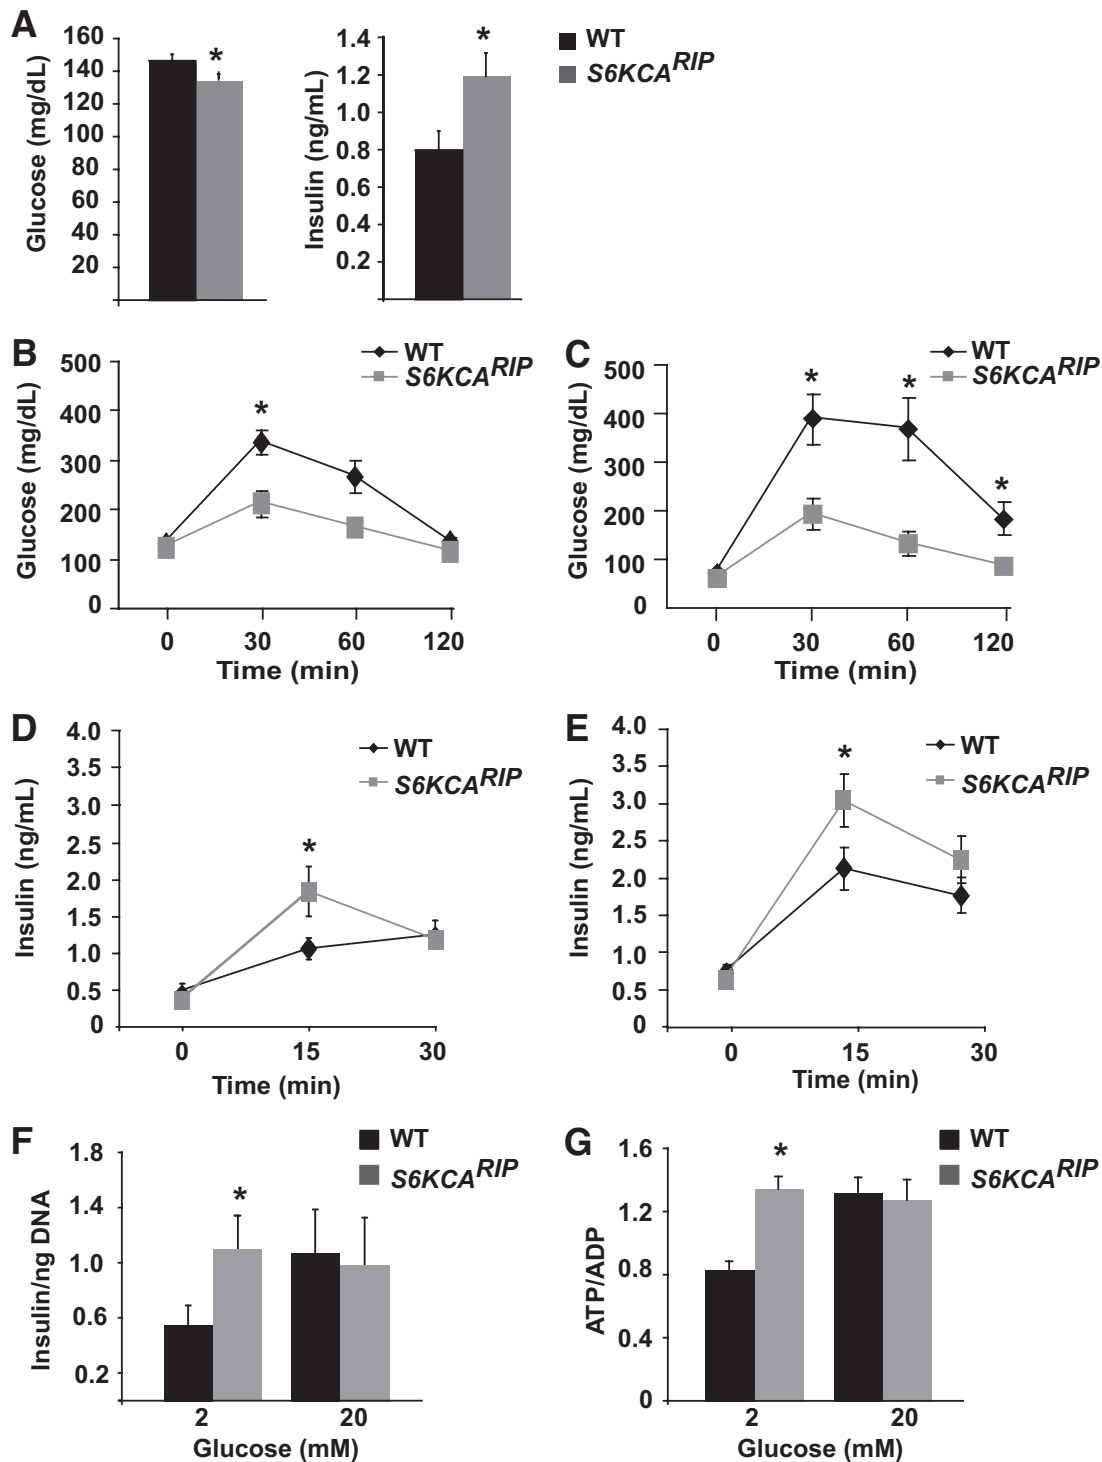 A
160
140
120
100
80
60
40
20
Glucose (mg/dL)
*
1.4
1.2
1.0
0.8
0.6
0.4
0.2
Insulin (ng/mL)
*
WT
S6KCA^RIP
B
500
400
300
200
100
0
Glucose (mg/dL)
*
WT
S6KCA^RIP
0 30 60 120
Time (min)
C
500
400
300
200
100
0
Glucose (mg/dL)
* * *
WT
S6KCA^RIP
0 30 60 120
Time (min)
D
4.0
3.5
3.0
2.5
2.0
1.5
1.0
0.5
0
Insulin (ng/mL)
*
WT
S6KCA^RIP
0 15 30
Time (min)
E
4.0
3.5
3.0
2.5
2.0
1.5
1.0
0.5
0
Insulin (ng/mL)
*
WT
S6KCA^RIP
0 15 30
Time (min)
F
1.8
1.4
1.0
0.6
0.2
Insulin/ng DNA
*
WT
S6KCA^RIP
2 20
Glucose (mM)
G
1.6
1.2
0.8
0.4
0
ATP/ADP
*
WT
S6KCA^RIP
2 20
Glucose (mM)